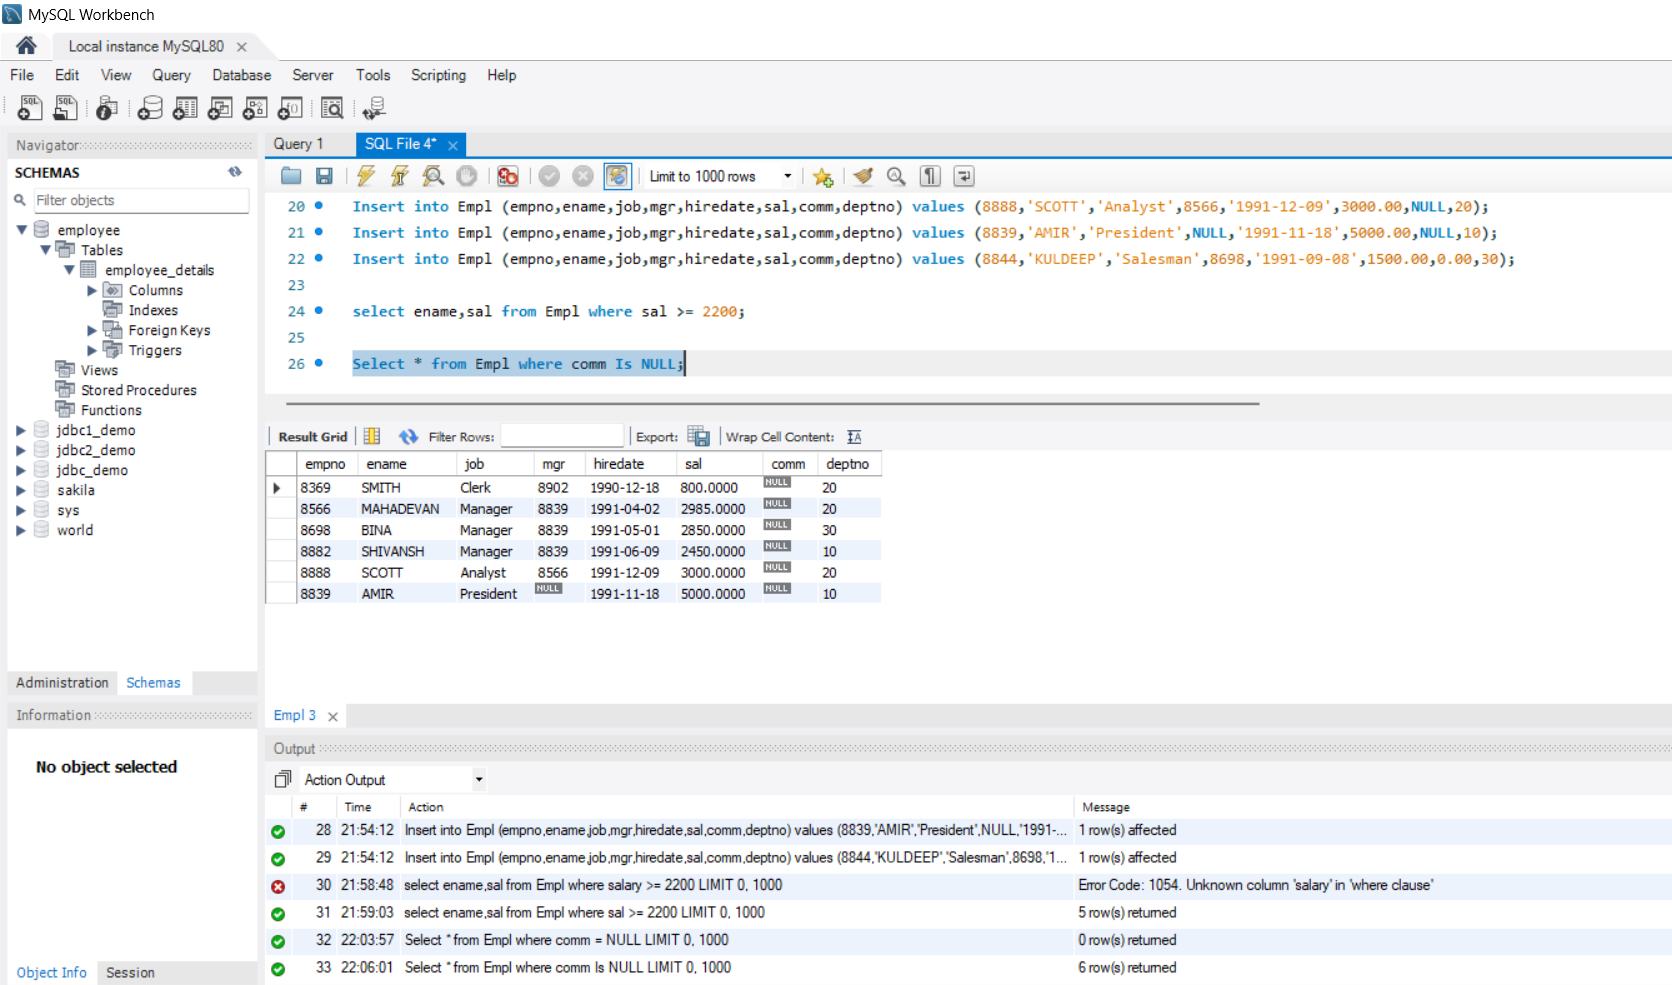 MySQL Workbench
Local instance MySQL80
File Edit View Query Database Server Tools Scripting Help
Navigator
SCHEMAS
Filter objects
employee
Tables
employee_details
Columns
Indexes
Foreign Keys
Triggers
Views
Stored Procedures
Functions
jdbc1_demo
jdbc2_demo
jdbc_demo
sakila
sys
world
Administration Schemas
Information
No object selected
Object Info Session
Query 1 SQL File 4*
Limit to 1000 rows
20 Insert into Empl (empno,ename,job,mgr,hiredate,sal,comm,deptno) values (8888,'SCOTT','Analyst',8566,'1991-12-09',3000.00,NULL,20);
21 Insert into Empl (empno,ename,job,mgr,hiredate,sal,comm,deptno) values (8839,'AMIR','President',NULL,'1991-11-18',5000.00,NULL,10);
22 Insert into Empl (empno,ename,job,mgr,hiredate,sal,comm,deptno) values (8844,'KULDEEP','Salesman',8698,'1991-09-08',1500.00,0.00,30);
23
24 select ename,sal from Empl where sal >= 2200;
25
26 Select * from Empl where comm Is NULL;
Result Grid Filter Rows: Export: Wrap Cell Content:
empno ename job mgr hiredate sal comm deptno
8369 SMITH Clerk 8902 1990-12-18 800.0000 NULL 20
8566 MAHADEVAN Manager 8839 1991-04-02 2985.0000 NULL 20
8698 BINA Manager 8839 1991-05-01 2850.0000 NULL 30
8882 SHIVANSH Manager 8839 1991-06-09 2450.0000 NULL 10
8888 SCOTT Analyst 8566 1991-12-09 3000.0000 NULL 20
8839 AMIR President NULL 1991-11-18 5000.0000 NULL 10
Empl 3
Output
Action Output
# Time Action Message
28 21:54:12 Insert into Empl (empno,ename,job,mgr,hiredate,sal,comm,deptno) values (8839,'AMIR','President',NULL,'1991-... 1 row(s) affected
29 21:54:12 Insert into Empl (empno,ename,job,mgr,hiredate,sal,comm,deptno) values (8844,'KULDEEP','Salesman',8698,'1... 1 row(s) affected
30 21:58:48 select ename,sal from Empl where salary >= 2200 LIMIT 0, 1000 Error Code: 1054. Unknown column 'salary' in 'where clause'
31 21:59:03 select ename,sal from Empl where sal >= 2200 LIMIT 0, 1000 5 row(s) returned
32 22:03:57 Select * from Empl where comm = NULL LIMIT 0, 1000 0 row(s) returned
33 22:06:01 Select * from Empl where comm Is NULL LIMIT 0, 1000 6 row(s) returned